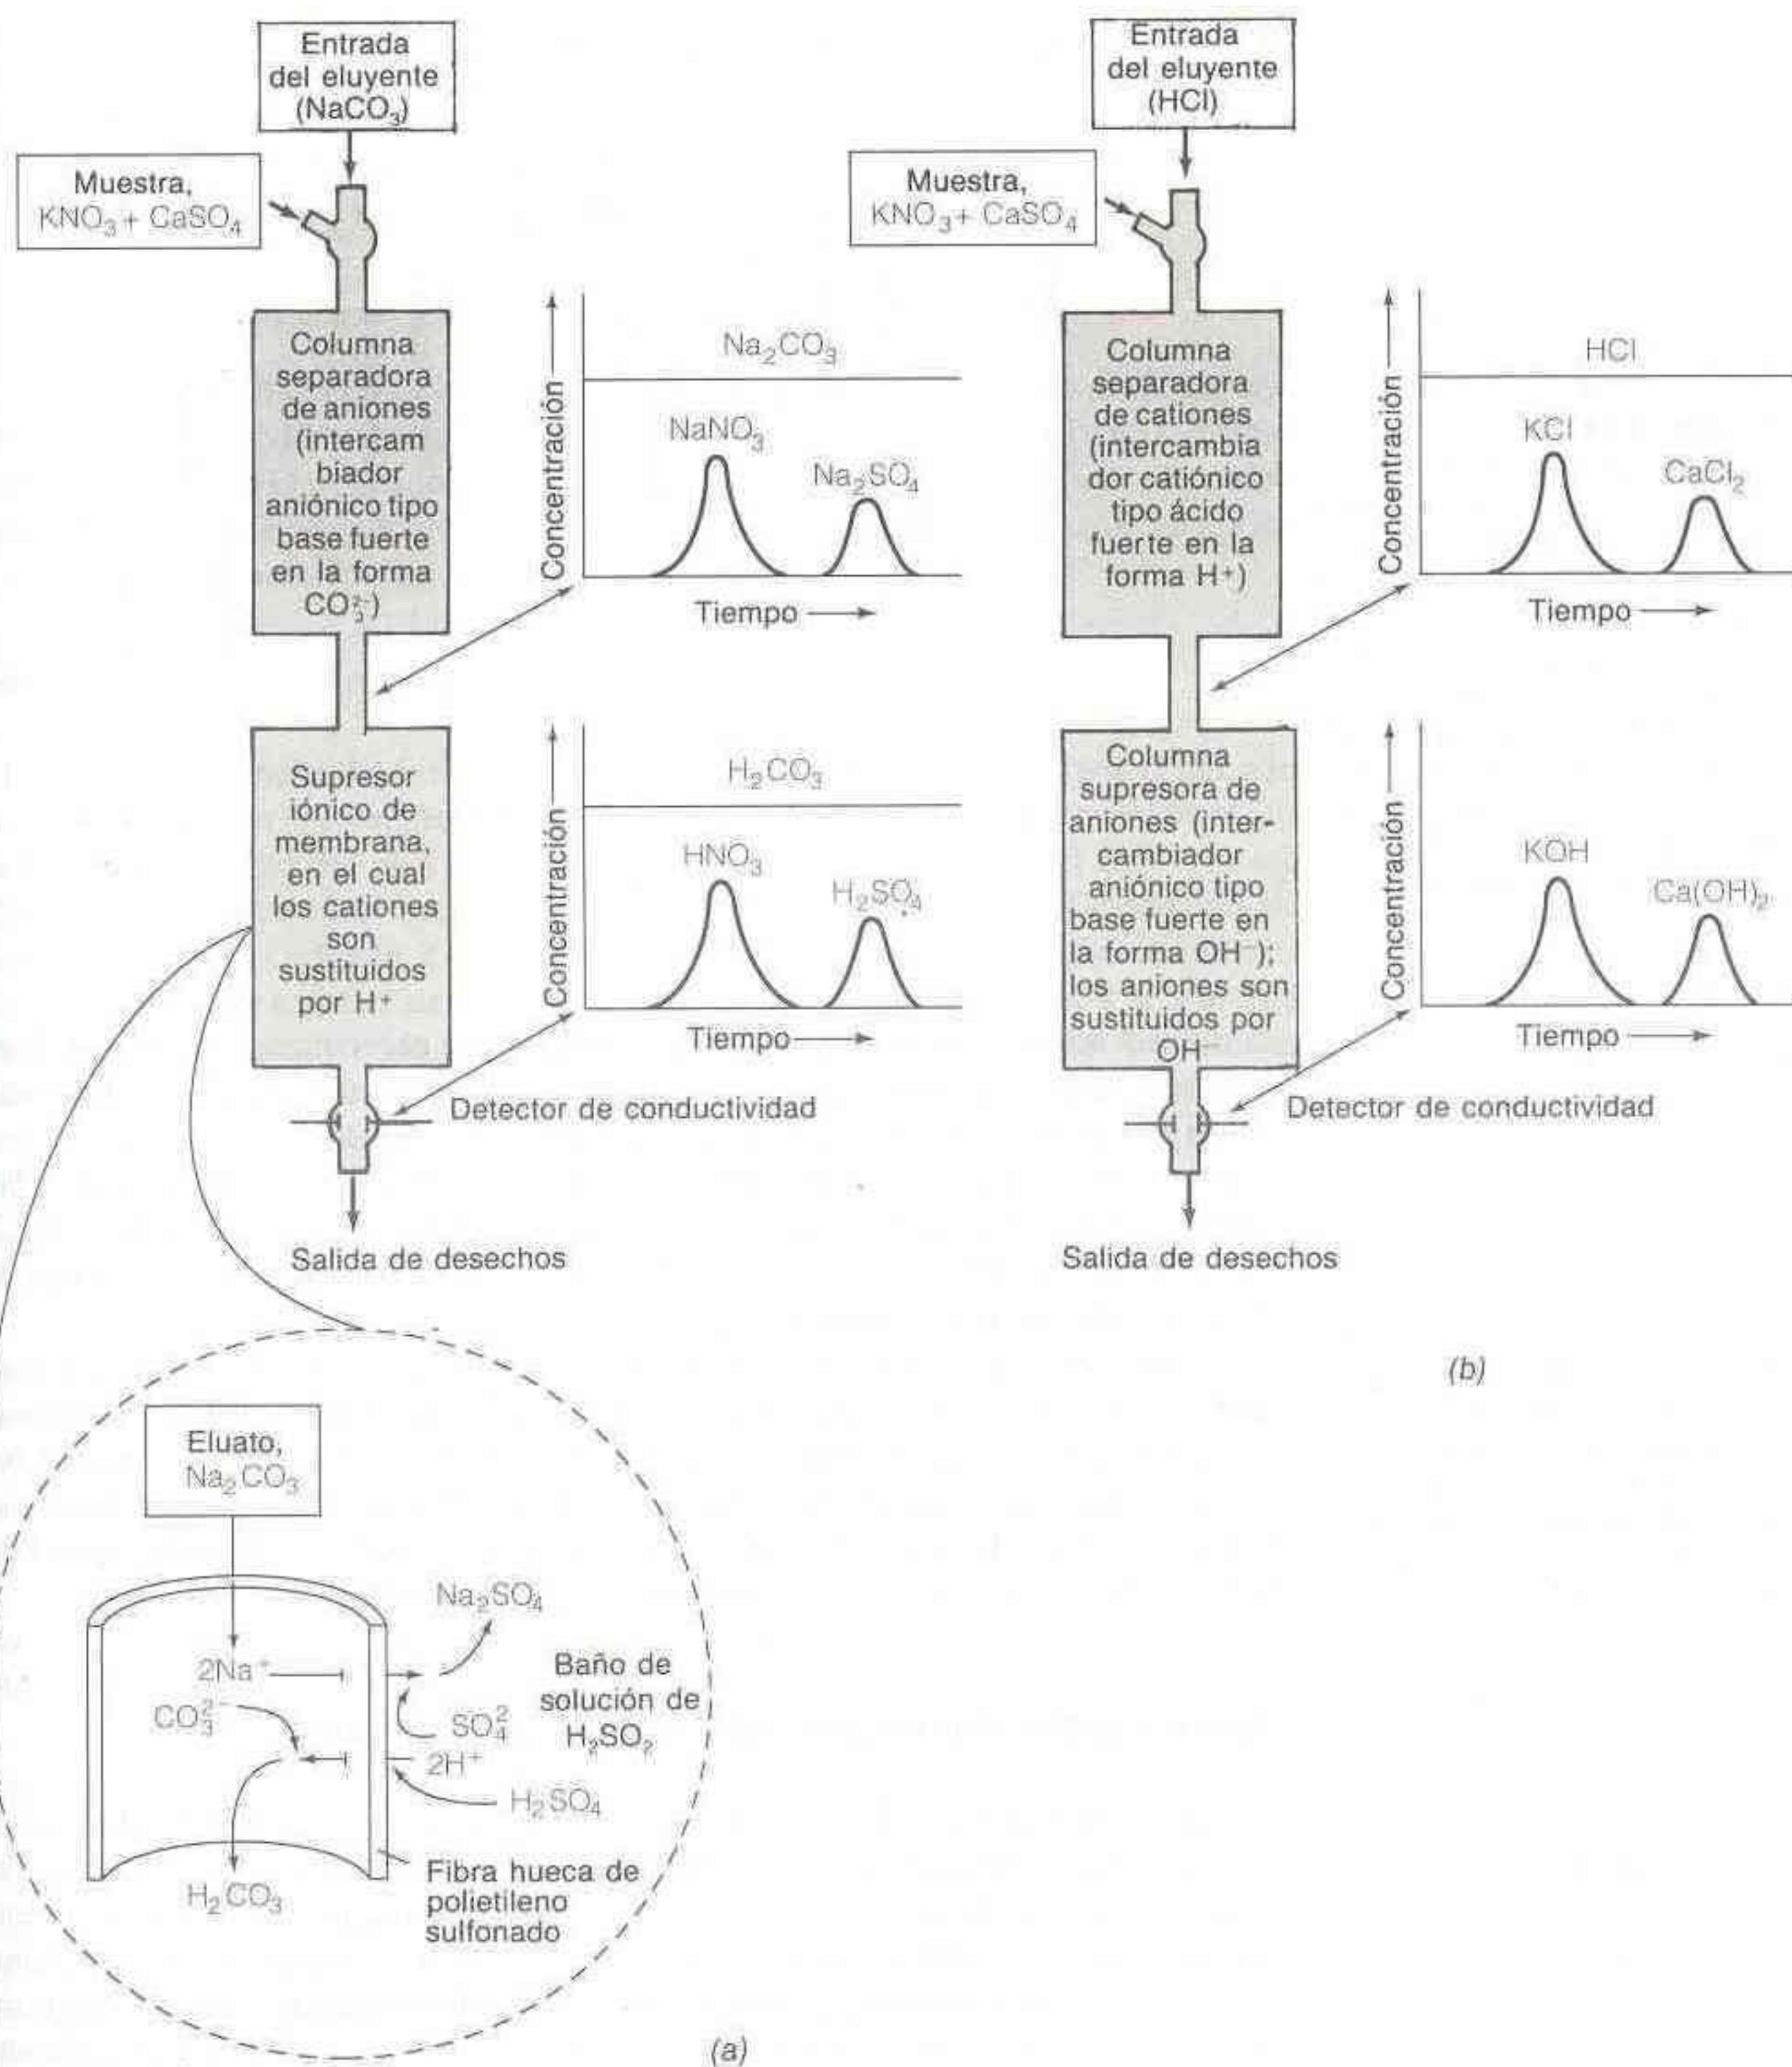 Entrada
del eluyente
(NaCO₃)
Muestra,
KNO₃ + CaSO₄
Columna
separadora
de aniones
(intercam
biador
aniónico tipo
base fuerte
en la forma
CO₃²⁻)
Concentración
Na₂CO₃
NaNO₃
Na₂SO₄
Tiempo
Supresor
iónico de
membrana,
en el cual
los cationes
son
sustituidos
por H⁺
Concentración
H₂CO₃
HNO₃
H₂SO₄
Tiempo
Detector de conductividad
Salida de desechos
Eluato,
Na₂CO₃
Na₂SO₄
2Na⁺
CO₃²⁻
SO₄²
2H⁺
H₂SO₄
Baño de
solución de
H₂SO₂
H₂CO₃
Fibra hueca de
polietileno
sulfonado
(a)
Entrada
del eluyente
(HCl)
Muestra,
KNO₃ + CaSO₄
Columna
separadora
de cationes
(intercambia
dor catiónico
tipo ácido
fuerte en la
forma H⁺)
Concentración
HCl
KCl
CaCl₂
Tiempo
Columna
supresora de
aniones (inter-
cambiador
aniónico tipo
base fuerte en
la forma OH⁻);
los aniones son
sustituidos por
OH⁻
Concentración
KOH
Ca(OH)₂
Tiempo
Detector de conductividad
Salida de desechos
(b)